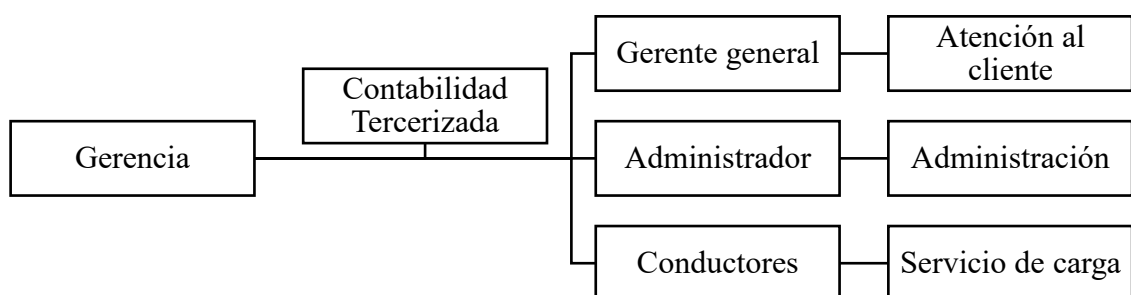 Gerencia
Contabilidad
Tercerizada
Gerente general
Atención al
cliente
Administrador
Administración
Conductores
Servicio de carga